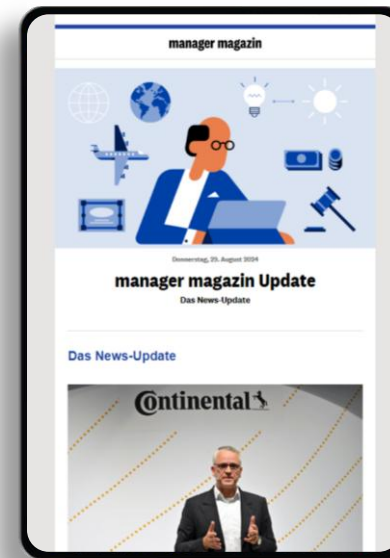 manager magazin
Donnerstag, 29. August 2024
manager magazin Update
Das News-Update
Das News-Update
Continental